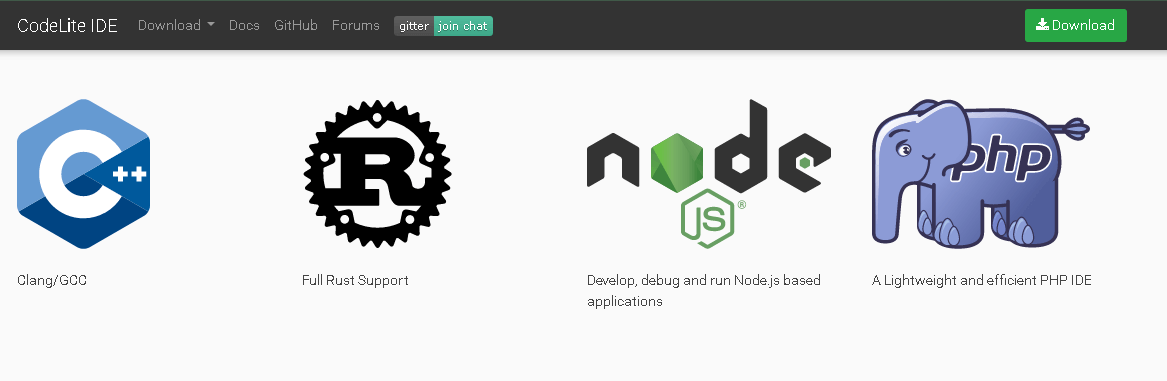 CodeLite IDE Download Docs GitHub Forums gitter join chat Download
C++
R
node
JS®
php
Clang/GCC
Full Rust Support
Develop, debug and run Node.js based
applications
A Lightweight and efficient PHP IDE